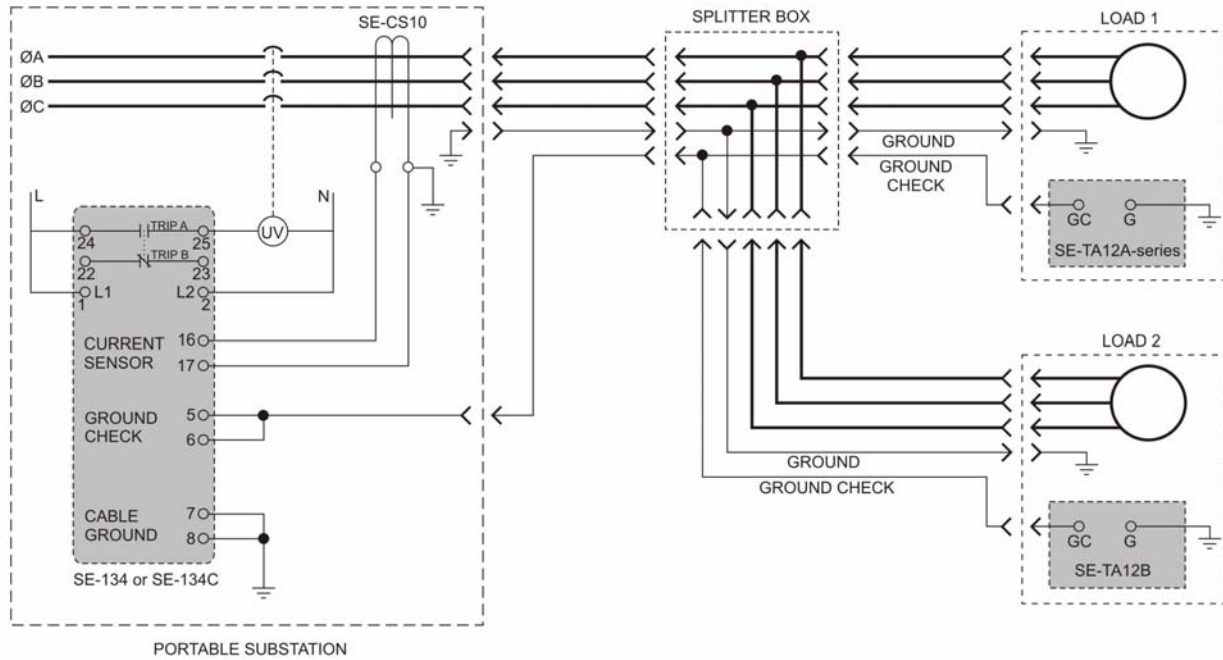 SE-CS10
SPLITTER BOX
LOAD 1
ØA
ØB
ØC
GROUND
GROUND
CHECK
GC
G
SE-TA12A-series
L
N
TRIP A
24
25
UV
TRIP B
22
23
L1
L2
1
2
CURRENT
SENSOR
16
17
GROUND
CHECK
5
6
CABLE
GROUND
7
8
SE-134 or SE-134C
PORTABLE SUBSTATION
LOAD 2
GROUND
GROUND CHECK
GC
G
SE-TA12B